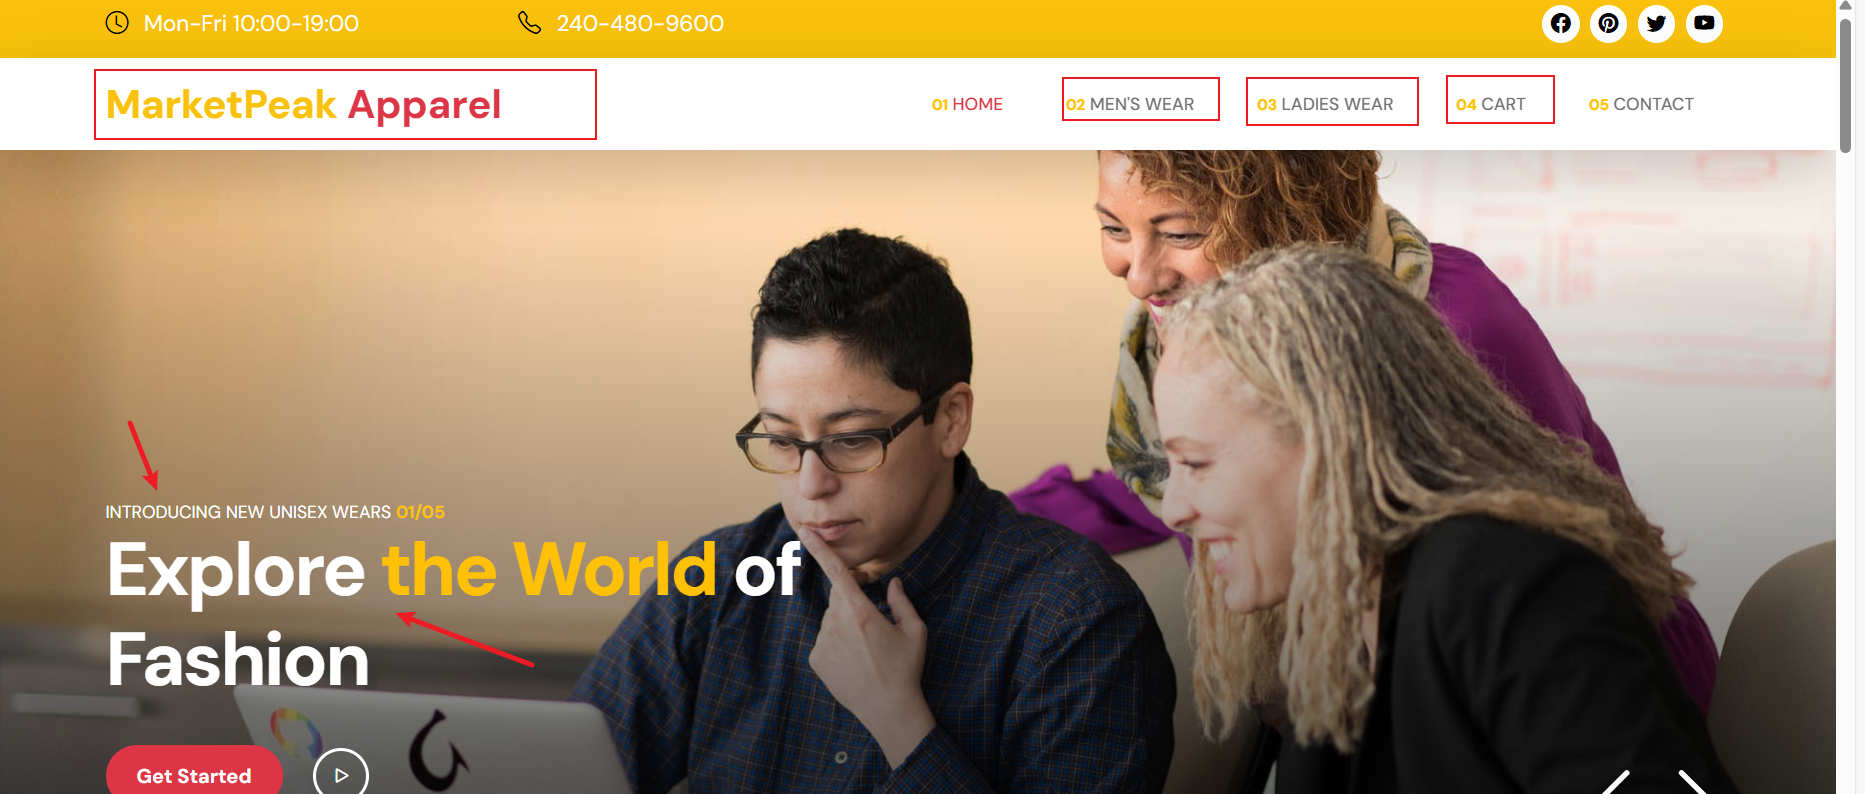 Mon-Fri 10:00-19:00
240-480-9600
MarketPeak Apparel
01 HOME
02 MEN'S WEAR
03 LADIES WEAR
04 CART
05 CONTACT
INTRODUCING NEW UNISEX WEARS 01/05
Explore the World of
Fashion
Get Started